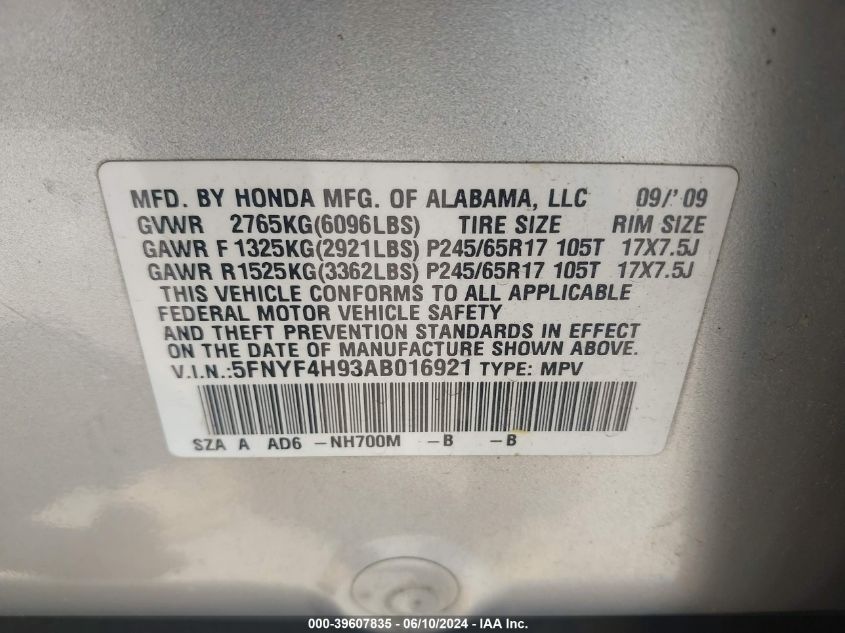 MFD. BY HONDA MFG. OF ALABAMA, LLC 09/'09
GVWR 2765KG(6096LBS) TIRE SIZE RIM SIZE
GAWR F 1325KG(2921LBS) P245/65R17 105T 17X7.5J
GAWR R1525KG(3362LBS) P245/65R17 105T 17X7.5J
THIS VEHICLE CONFORMS TO ALL APPLICABLE
FEDERAL MOTOR VEHICLE SAFETY
AND THEFT PREVENTION STANDARDS IN EFFECT
ON THE DATE OF MANUFACTURE SHOWN ABOVE.
V.I.N.:5FNYF4H93AB016921 TYPE: MPV
SZA A AD6 -NH700M -B -B
000-39607835 - 06/10/2024 - IAA Inc.